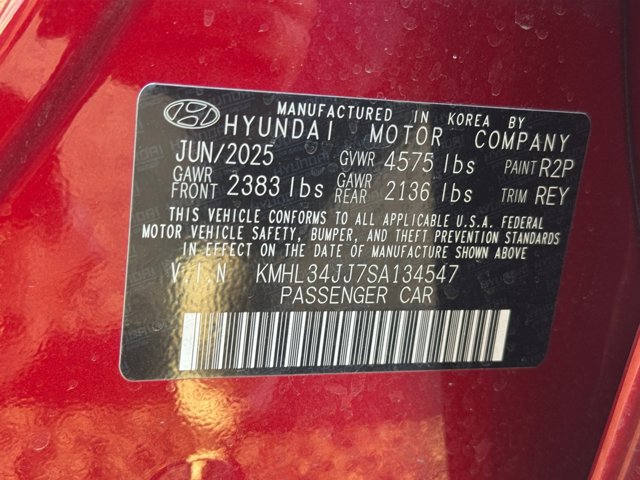 MANUFACTURED IN KOREA BY
HYUNDAI MOTOR COMPANY
JUN/2025 GVWR 4575 lbs PAINT R2P
GAWR FRONT 2383 lbs GAWR REAR 2136 lbs TRIM REY
THIS VEHICLE CONFORMS TO ALL APPLICABLE U.S.A. FEDERAL
MOTOR VEHICLE SAFETY, BUMPER, AND THEFT PREVENTION STANDARDS
IN EFFECT ON THE DATE OF MANUFACTURE SHOWN ABOVE
V.I.N KMHL34JJ7SA134547
PASSENGER CAR